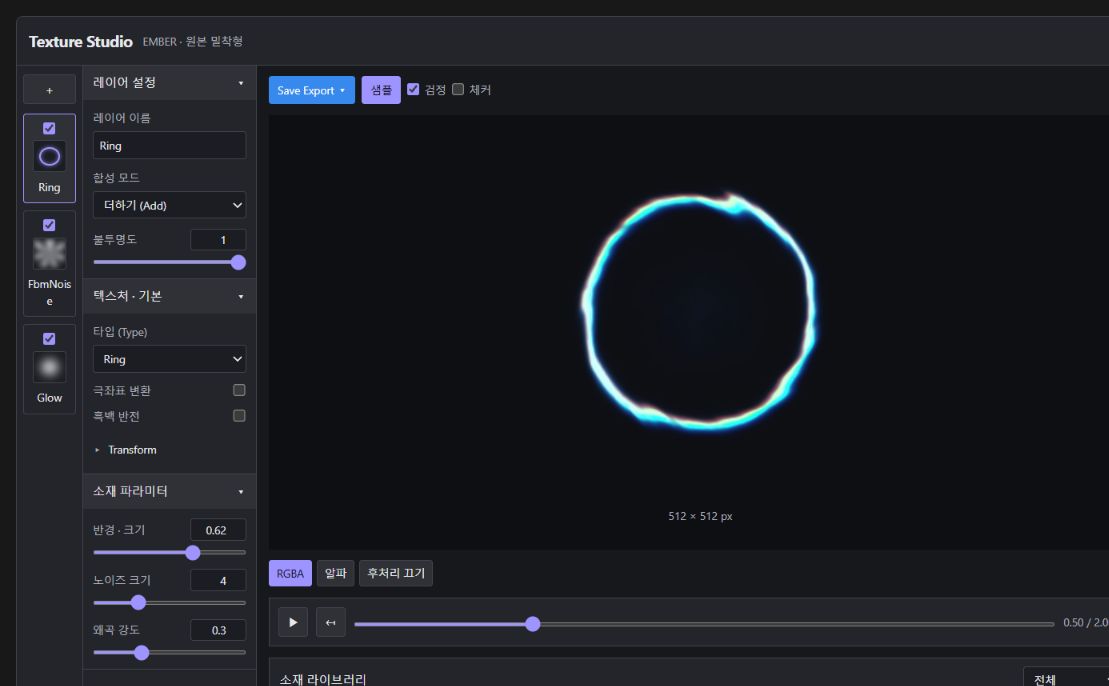 Texture Studio EMBER · 원본 밀착형
+
Ring
FbmNois
e
Glow
레이어 설정
레이어 이름
Ring
합성 모드
더하기 (Add)
불투명도 1
텍스처 · 기본
타입 (Type)
Ring
극좌표 변환
흑백 반전
Transform
소재 파라미터
반경 · 크기 0.62
노이즈 크기 4
왜곡 강도 0.3
Save Export 샘플 검정 체커
512 × 512 px
RGBA 알파 후처리 끄기
0.50 / 2.0
소재 라이브러리 전체